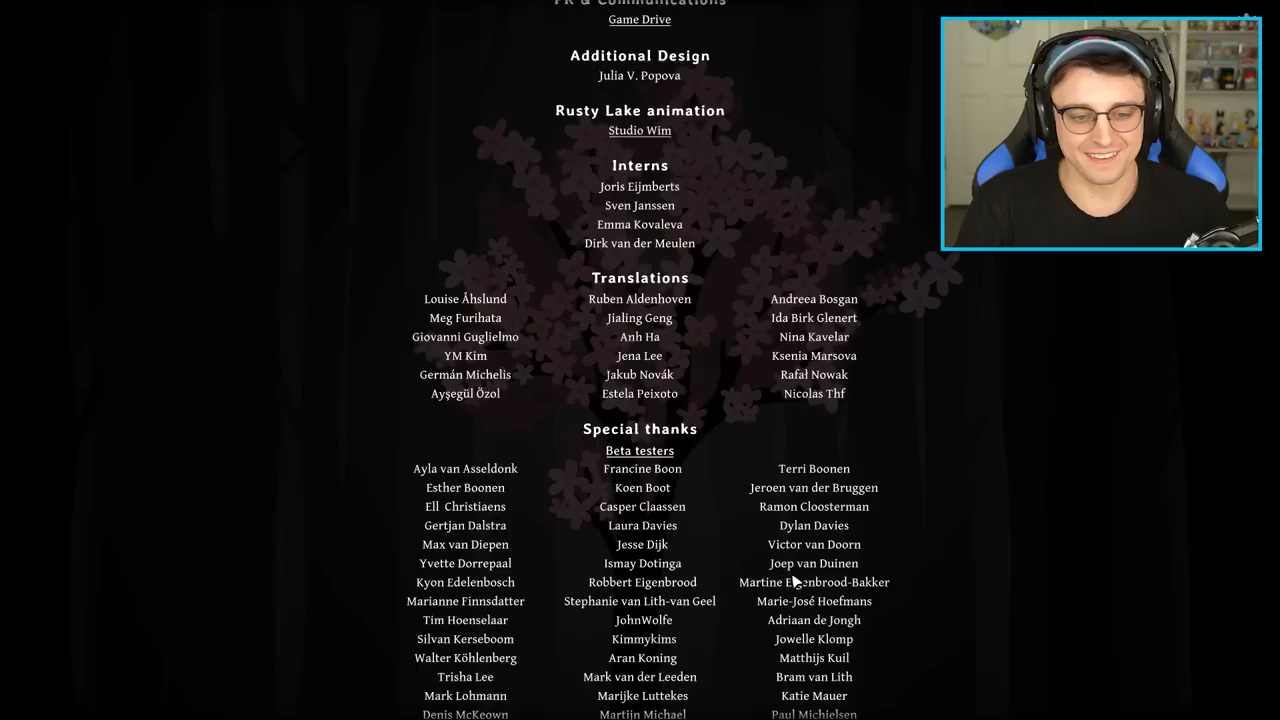 PR & Communications
Game Drive
Additional Design
Julia V. Popova
Rusty Lake animation
Studio Wim
Interns
Joris Eijmberts
Sven Janssen
Emma Kovaleva
Dirk van der Meulen
Translations
Louise Åhslund Ruben Aldenhoven Andreea Bosgan
Meg Furihata Jialing Geng Ida Birk Glenert
Giovanni Guglielmo Anh Ha Nina Kavelar
YM Kim Jena Lee Ksenia Marsova
Germán Michelis Jakub Novák Rafał Nowak
Ayşegül Özol Estela Peixoto Nicolas Thf
Special thanks
Beta testers
Ayla van Asseldonk Francine Boon Terri Boonen
Esther Boonen Koen Boot Jeroen van der Bruggen
Ell Christiaens Casper Claassen Ramon Cloosterman
Gertjan Dalstra Laura Davies Dylan Davies
Max van Diepen Jesse Dijk Victor van Doorn
Yvette Dorrepaal Ismay Dotinga Joep van Duinen
Kyon Edelenbosch Robbert Eigenbrood Martine Eigenbrood-Bakker
Marianne Finnsdatter Stephanie van Lith-van Geel Marie-José Hoefmans
Tim Hoenselaar JohnWolfe Adriaan de Jongh
Silvan Kerseboom Kimmykims Jowelle Klomp
Walter Köhlenberg Aran Koning Matthijs Kuil
Trisha Lee Mark van der Leeden Bram van Lith
Mark Lohmann Marijke Luttekes Katie Mauer
Denis McKeown Martijn Michael Paul Michielsen